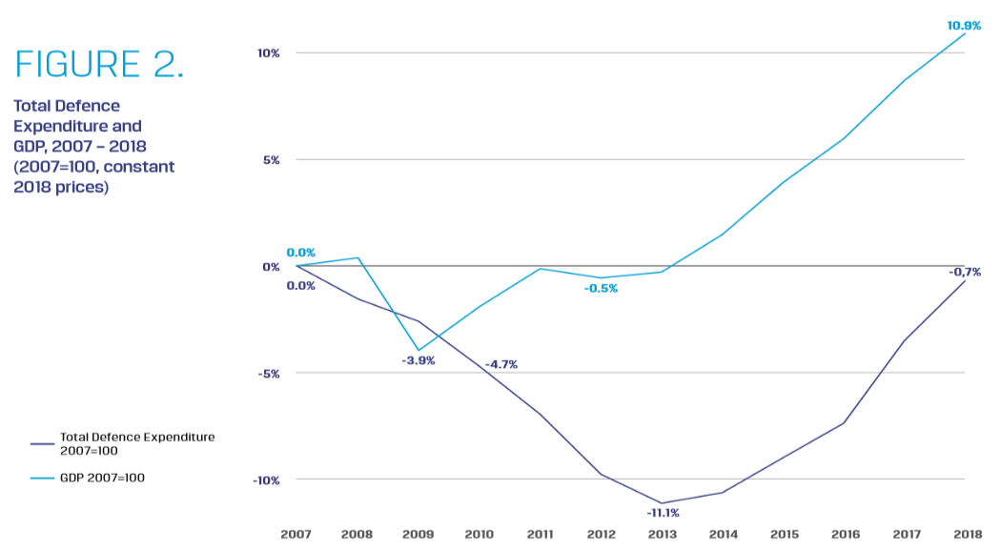 FIGURE 2.
Total Defence
Expenditure and
GDP, 2007 – 2018
(2007=100, constant
2018 prices)
10.9%
10%
5%
0.0%
0%
0.0%
-0,7%
-0.5%
-3.9%
-4.7%
-5%
-10%
-11.1%
Total Defence Expenditure
2007=100
GDP 2007=100
2007 2008 2009 2010 2011 2012 2013 2014 2015 2016 2017 2018